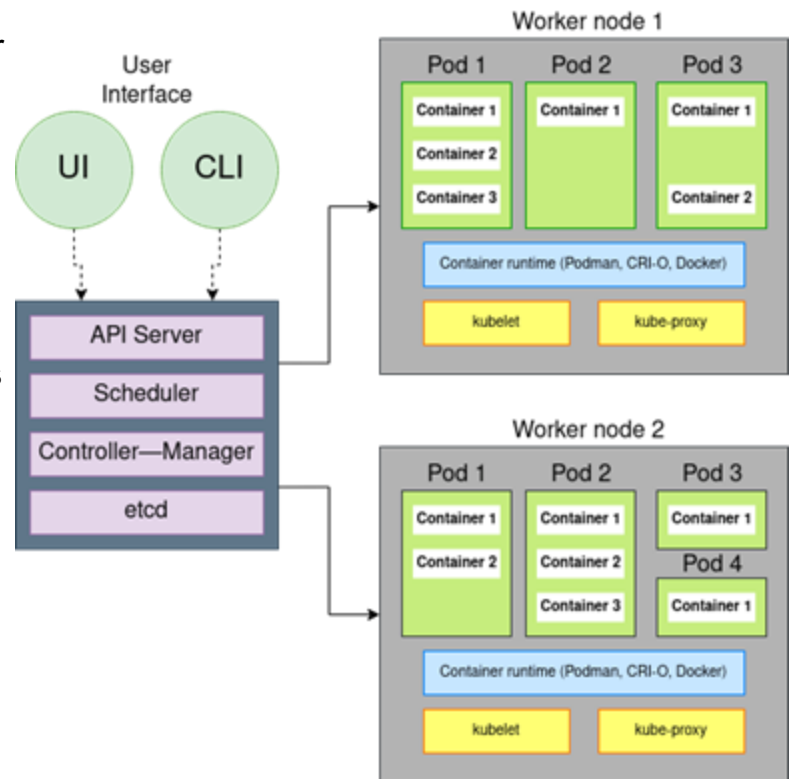 User
Interface
UI
CLI
API Server
Scheduler
Controller—Manager
etcd
Worker node 1
Pod 1
Container 1
Container 2
Container 3
Pod 2
Container 1
Pod 3
Container 1
Container 2
Container runtime (Podman, CRI-O, Docker)
kubelet
kube-proxy
Worker node 2
Pod 1
Container 1
Container 2
Pod 2
Container 1
Container 2
Container 3
Pod 3
Container 1
Pod 4
Container 1
Container runtime (Podman, CRI-O, Docker)
kubelet
kube-proxy